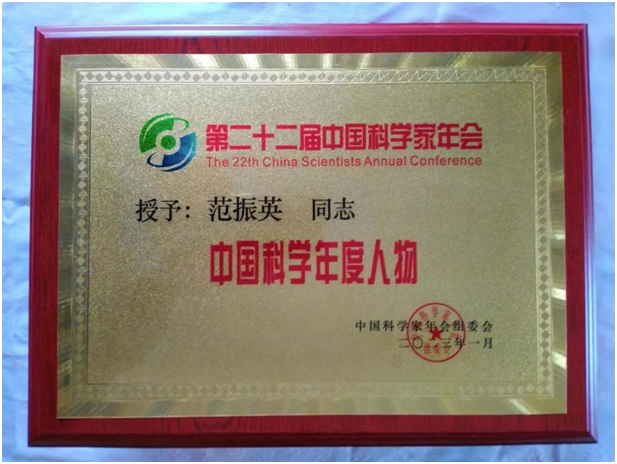 第二十二届中国科学家年会
The 22th China Scientists Annual Conference
授予：范振英 同志
中国科学年度人物
中国科学家年会组委会
二〇一三年一月